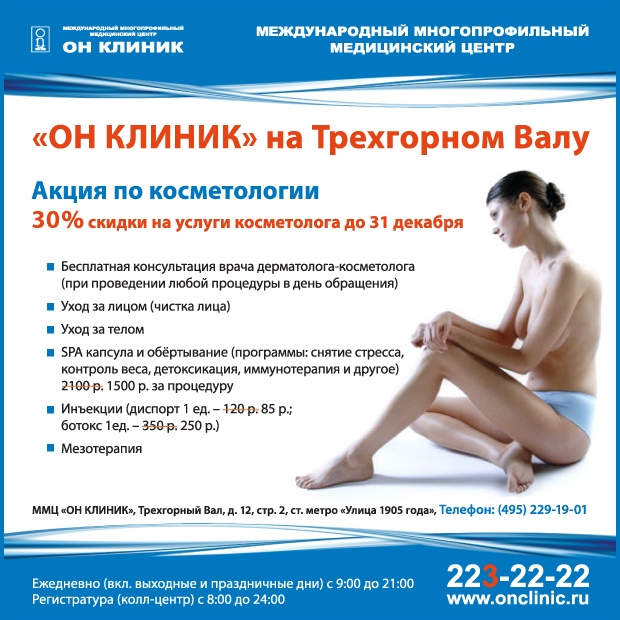 МЕЖДУНАРОДНЫЙ МНОГОПРОФИЛЬНЫЙ
МЕДИЦИНСКИЙ ЦЕНТР
ОН КЛИНИК
МЕЖДУНАРОДНЫЙ МНОГОПРОФИЛЬНЫЙ
МЕДИЦИНСКИЙ ЦЕНТР
«ОН КЛИНИК» на Трехгорном Валу
Акция по косметологии
30% скидки на услуги косметолога до 31 декабря
Бесплатная консультация врача дерматолога-косметолога
(при проведении любой процедуры в день обращения)
Уход за лицом (чистка лица)
Уход за телом
SPA капсула и обёртывание (программы: снятие стресса,
контроль веса, детоксикация, иммунотерапия и другое)
2100 р. 1500 р. за процедуру
Инъекции (диспорт 1 ед. – 120 р. 85 р.;
ботокс 1ед. – 350 р. 250 р.)
Мезотерапия
ММЦ «ОН КЛИНИК», Трехгорный Вал, д. 12, стр. 2, ст. метро «Улица 1905 года», Телефон: (495) 229-19-01
Ежедневно (вкл. выходные и праздничные дни) с 9:00 до 21:00
Регистратура (колл-центр) с 8:00 до 24:00
223-22-22
www.onclinic.ru